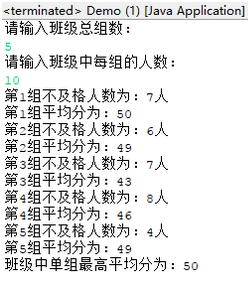 <terminated> Demo (1) [Java Application]
请输入班级总组数：
5
请输入班级中每组的人数：
10
第1组不及格人数为：7人
第1组平均分为：50
第2组不及格人数为：6人
第2组平均分为：49
第3组不及格人数为：7人
第3组平均分为：43
第4组不及格人数为：8人
第4组平均分为：46
第5组不及格人数为：4人
第5组平均分为：49
班级中单组最高平均分为：50